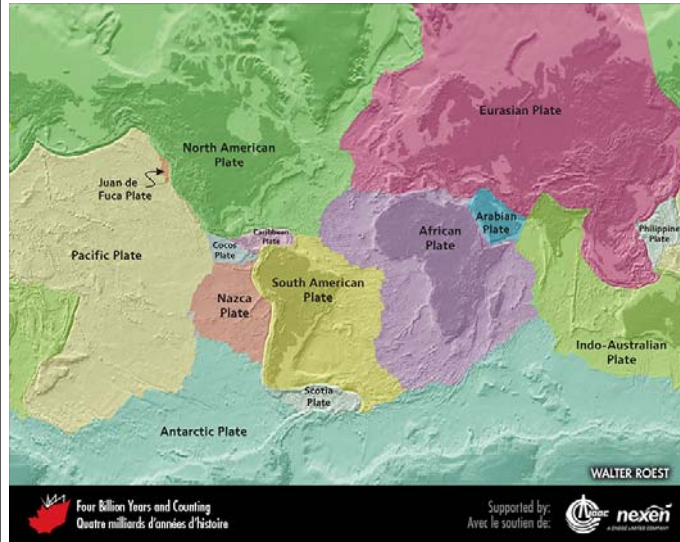 Eurasian Plate
North American
Plate
Juan de
Fuca Plate
Pacific Plate
Cocos
Plate
Caribbean
Plate
Nazca
Plate
South American
Plate
African
Plate
Arabian
Plate
Philippine
Plate
Indo-Australian
Plate
Scotia
Plate
Antarctic Plate
WALTER ROEST
Four Billion Years and Counting
Quatre milliards d'années d'histoire
Supported by:
Avec le soutien de:
nexen